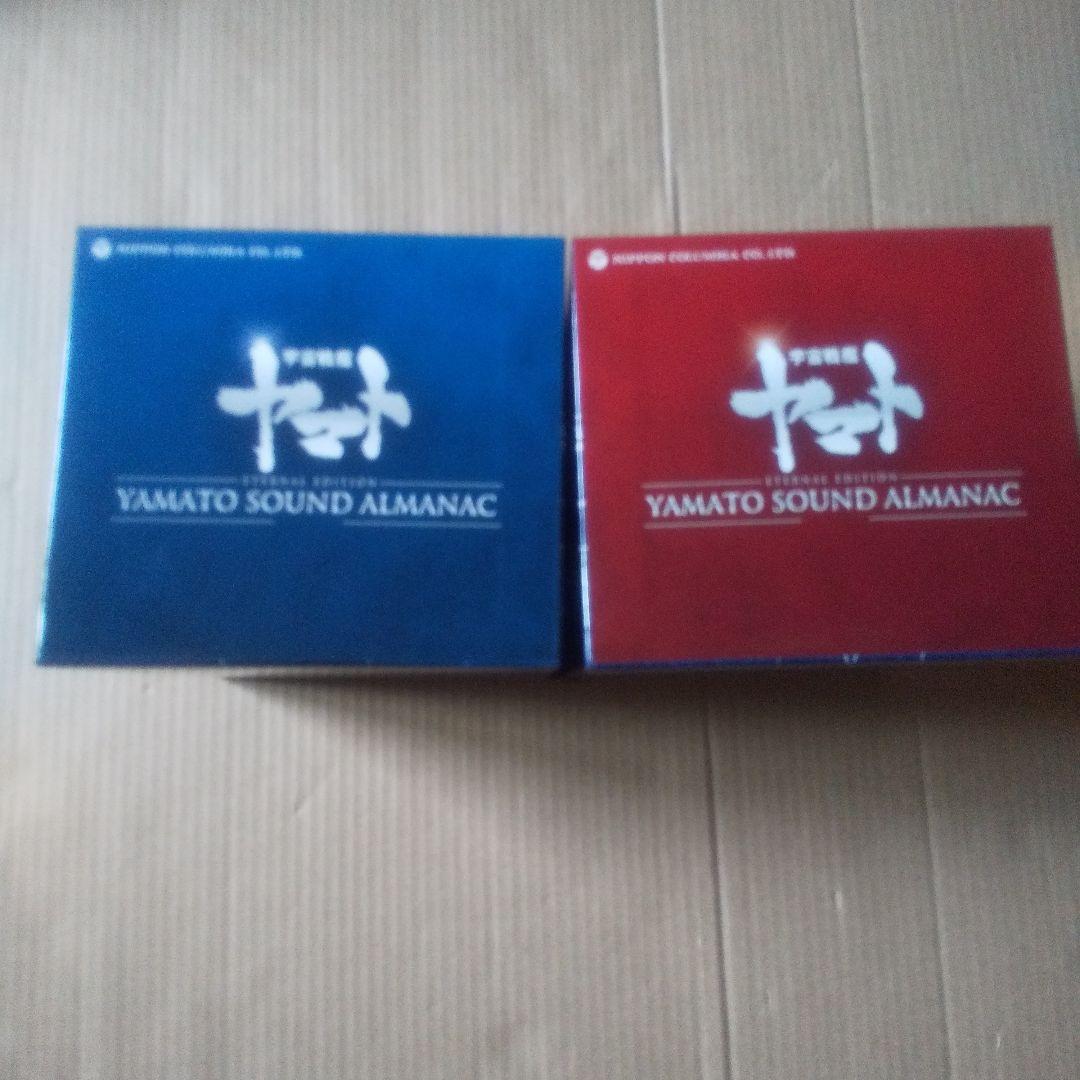 NIPPON COLUMBIA CO., LTD.
宇宙戦艦
ヤマト
ETERNAL EDITION
YAMATO SOUND ALMANAC
NIPPON COLUMBIA CO., LTD.
宇宙戦艦
ヤマト
ETERNAL EDITION
YAMATO SOUND ALMANAC